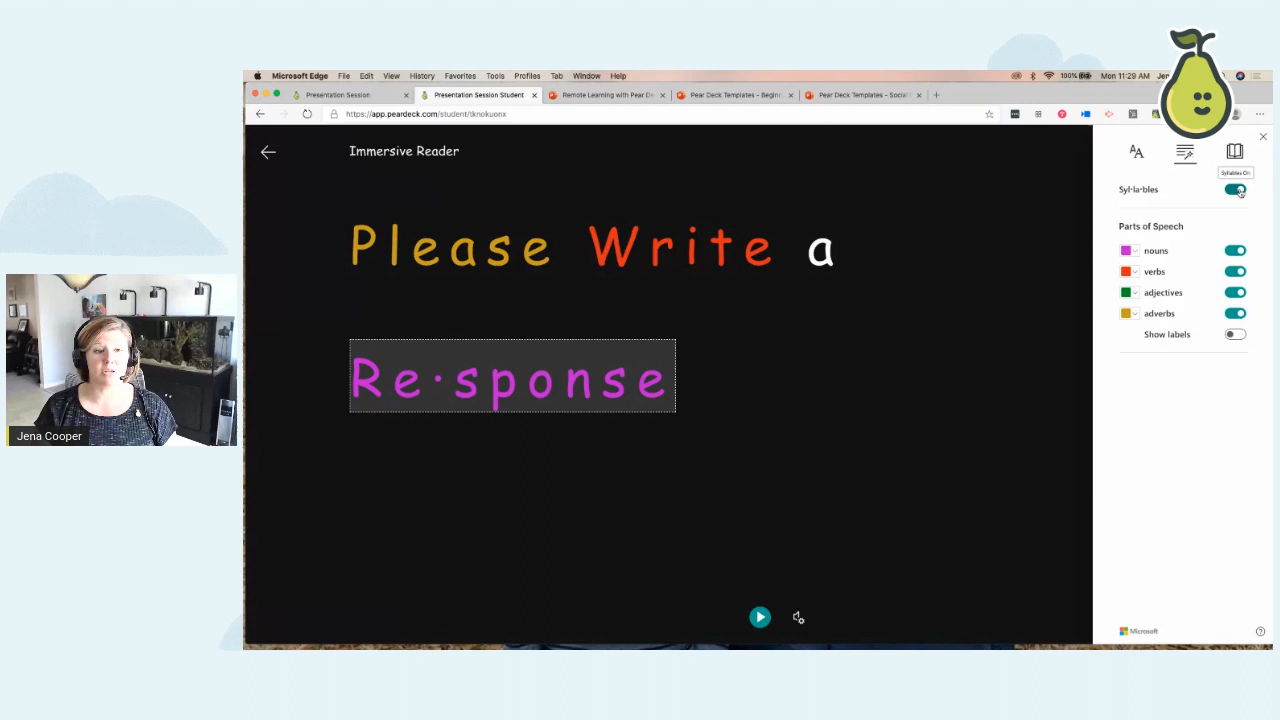 Microsoft Edge File Edit View History Favorites Tools Profiles Tab Window Help
100% Mon 11:29 AM
Presentation Session
Presentation Session Student
Remote Learning with Pear De
Pear Deck Templates - Beginn
Pear Deck Templates - Social
https://app.peardeck.com/student/tknokuonx
Immersive Reader
Please Write a
Re·sponse
Syllables On
Syl·la·bles
Parts of Speech
nouns
verbs
adjectives
adverbs
Show labels
Microsoft
Jena Cooper